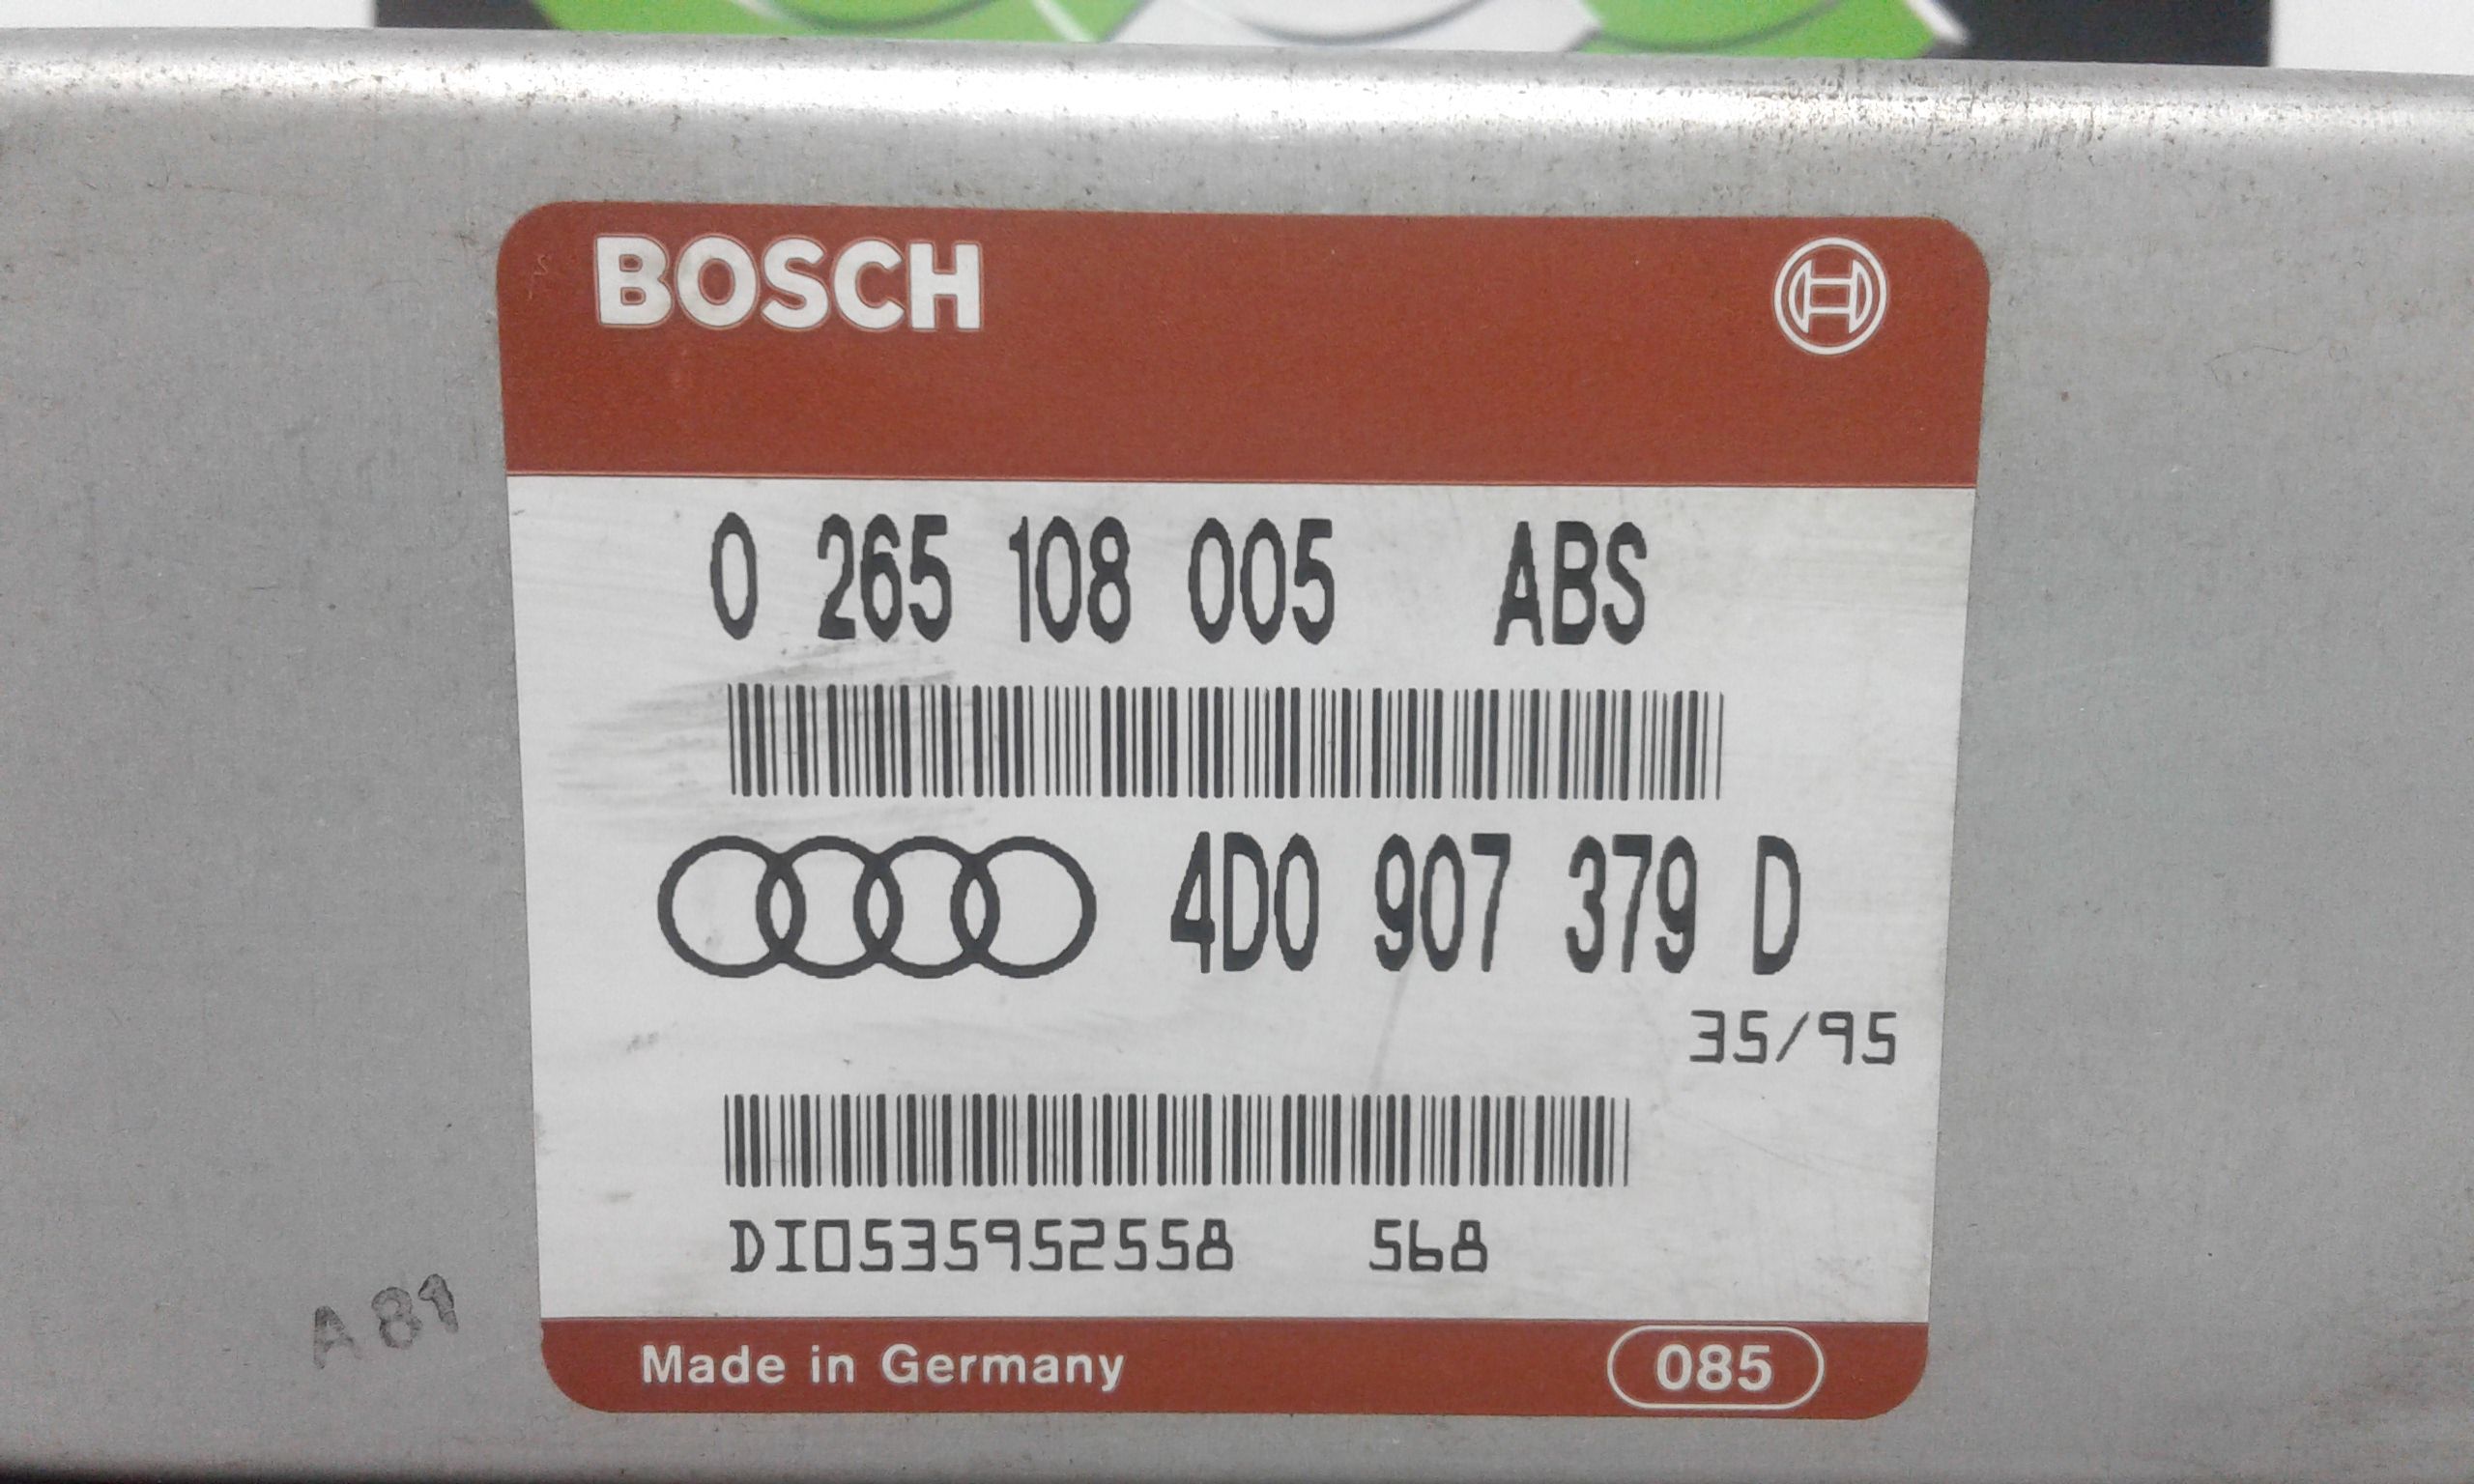 BOSCH
0 265 108 005 ABS
4D0 907 379 D
35/95
DI0535952558 568
A81
Made in Germany 085